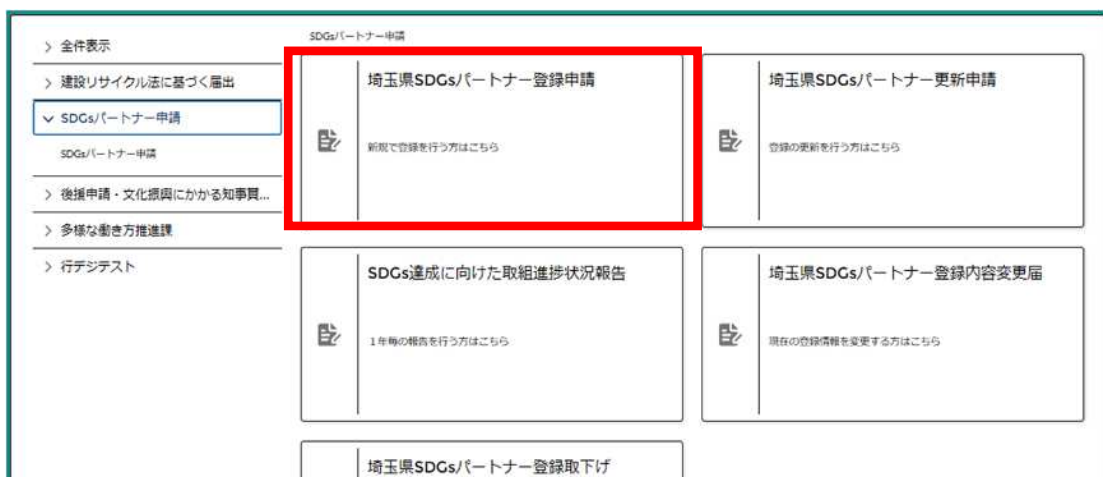 全件表示
建設リサイクル法に基づく届出
SDGsパートナー申請
SDGsパートナー申請
後援申請・文化振興にかかる知事賞...
多様な働き方推進課
行デジテスト
SDGsパートナー申請
埼玉県SDGsパートナー登録申請
新規で登録を行う方はこちら
埼玉県SDGsパートナー更新申請
登録の更新を行う方はこちら
SDGs達成に向けた取組進捗状況報告
1年毎の報告を行う方はこちら
埼玉県SDGsパートナー登録内容変更届
現在の登録情報を変更する方はこちら
埼玉県SDGsパートナー登録取下げ